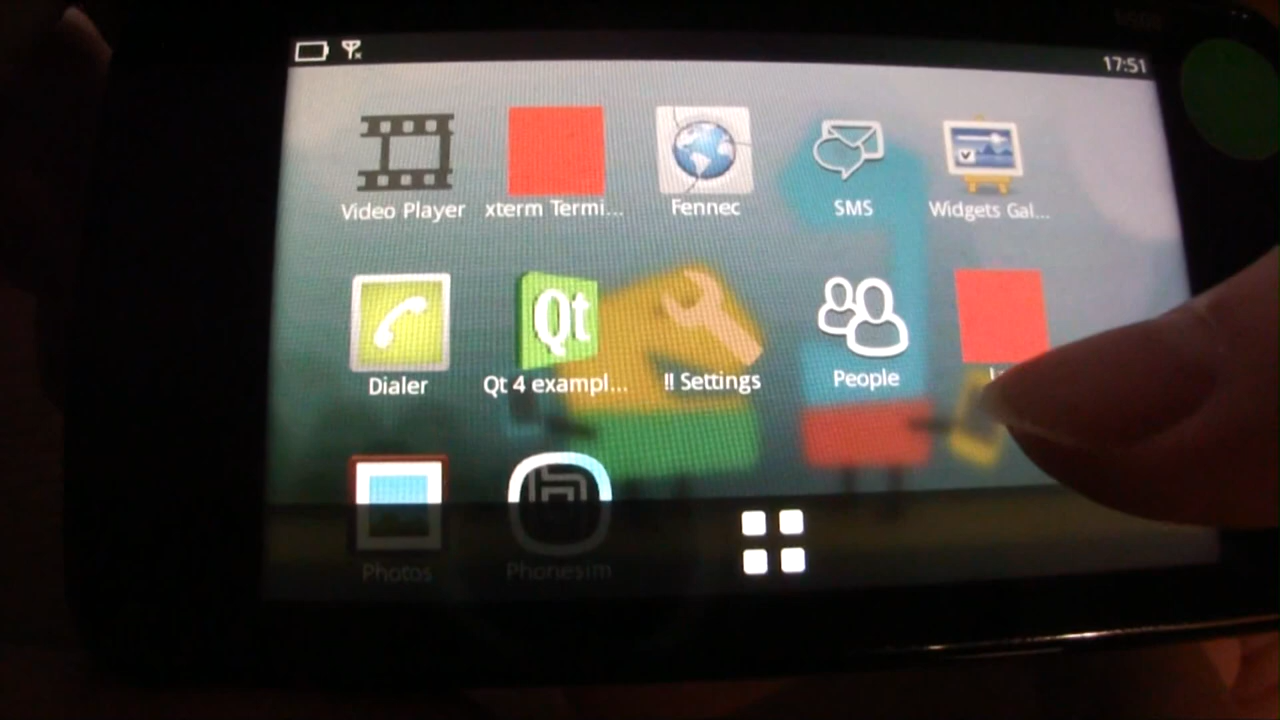 17:51
Video Player
xterm Termi...
Fennec
SMS
Widgets Gal...
Dialer
Qt
Qt 4 exampl...
!! Settings
People
Photos
Phonesim